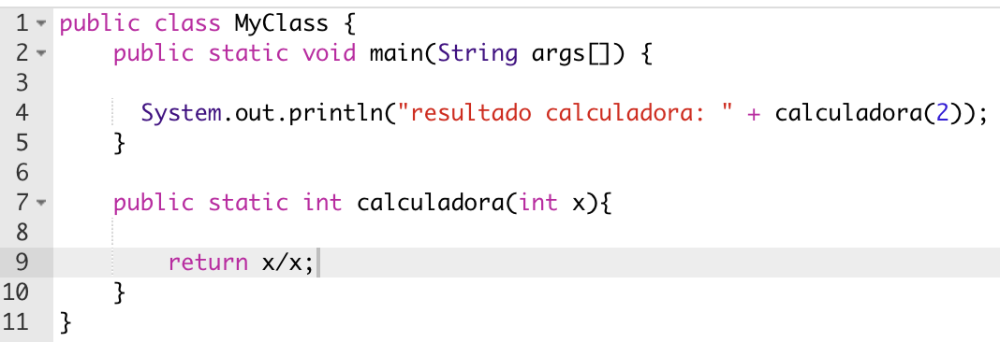 1 public class MyClass {
2 public static void main(String args[]) {
3
4 System.out.println("resultado calculadora: " + calculadora(2));
5 }
6
7 public static int calculadora(int x){
8
9 return x/x;
10 }
11 }